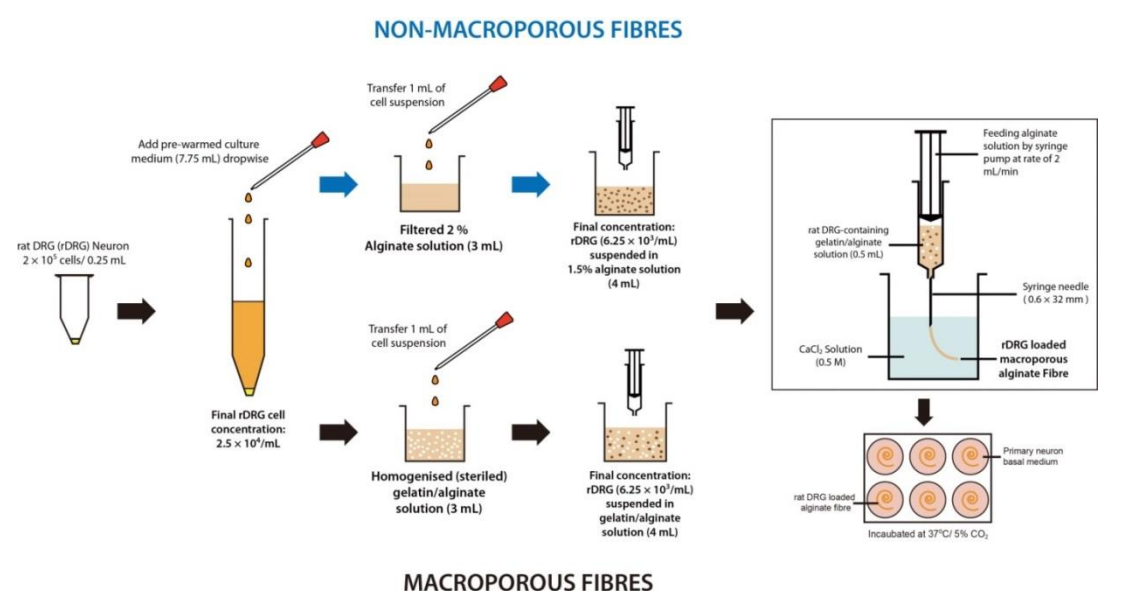 NON-MACROPOROUS FIBRES
rat DRG (rDRG) Neuron
2 × 10⁵ cells/ 0.25 mL
Add pre-warmed culture
medium (7.75 mL) dropwise
Final rDRG cell
concentration:
2.5 × 10⁴/mL
Transfer 1 mL of
cell suspension
Filtered 2 %
Alginate solution (3 mL)
Final concentration:
rDRG (6.25 × 10³/mL)
suspended in
1.5% alginate solution
(4 mL)
Transfer 1 mL of
cell suspension
Homogenised (steriled)
gelatin/alginate
solution (3 mL)
Final concentration:
rDRG (6.25 × 10³/mL)
suspended in
gelatin/alginate
solution (4 mL)
Feeding alginate
solution by syringe
pump at rate of 2
mL/min
rat DRG-containing
gelatin/alginate
solution (0.5 mL)
Syringe needle
( 0.6 × 32 mm )
CaCl₂ Solution
(0.5 M)
rDRG loaded
macroporous
alginate Fibre
Primary neuron
basal medium
rat DRG loaded
alginate fibre
Incaubated at 37⁰C/ 5% CO₂
MACROPOROUS FIBRES